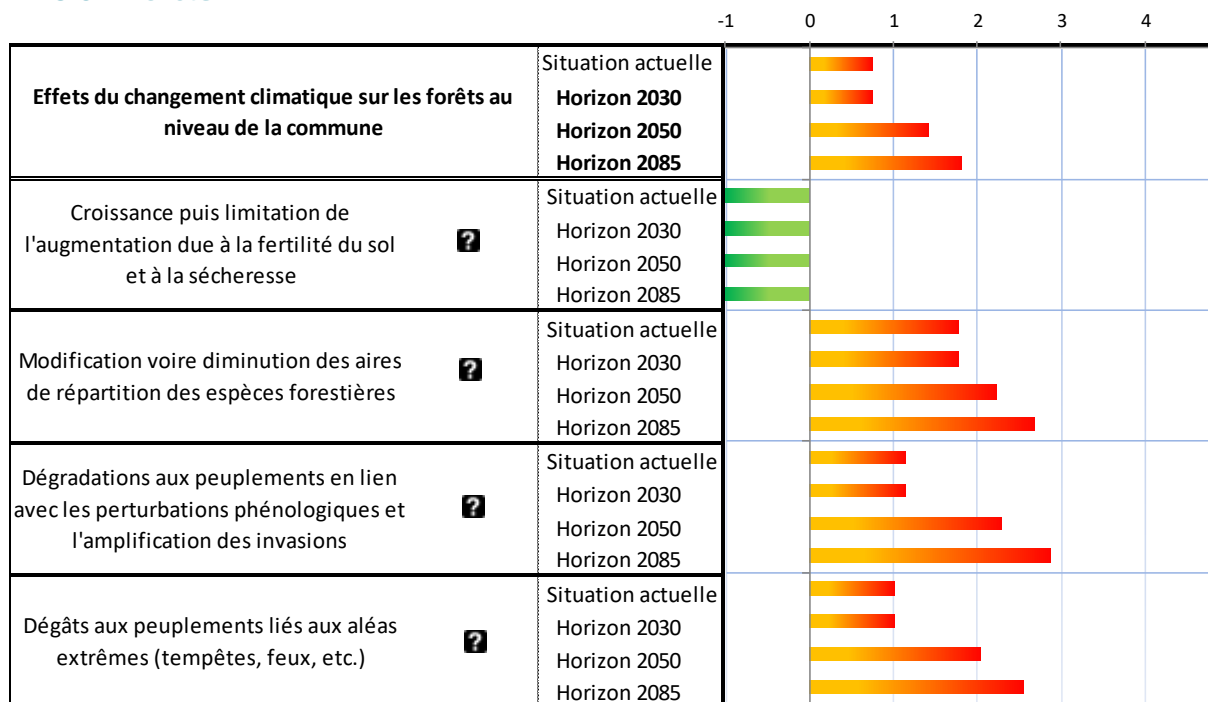 -1 0 1 2 3 4
Effets du changement climatique sur les forêts au
niveau de la commune
Situation actuelle
Horizon 2030
Horizon 2050
Horizon 2085
Croissance puis limitation de
l'augmentation due à la fertilité du sol
et à la sécheresse
?
Situation actuelle
Horizon 2030
Horizon 2050
Horizon 2085
Modification voire diminution des aires
de répartition des espèces forestières
?
Situation actuelle
Horizon 2030
Horizon 2050
Horizon 2085
Dégradations aux peuplements en lien
avec les perturbations phénologiques et
l'amplification des invasions
?
Situation actuelle
Horizon 2030
Horizon 2050
Horizon 2085
Dégâts aux peuplements liés aux aléas
extrêmes (tempêtes, feux, etc.)
?
Situation actuelle
Horizon 2030
Horizon 2050
Horizon 2085